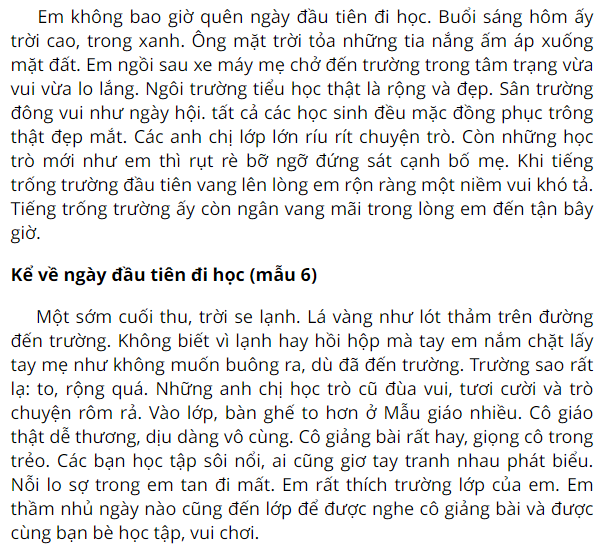 Em không bao giờ quên ngày đầu tiên đi học. Buổi sáng hôm ấy
trời cao, trong xanh. Ông mặt trời tỏa những tia nắng ấm áp xuống
mặt đất. Em ngồi sau xe máy mẹ chở đến trường trong tâm trạng vừa
vui vừa lo lắng. Ngôi trường tiểu học thật là rộng và đẹp. Sân trường
đông vui như ngày hội. tất cả các học sinh đều mặc đồng phục trông
thật đẹp mắt. Các anh chị lớp lớn ríu rít chuyện trò. Còn những học
trò mới như em thì rụt rè bỡ ngỡ đứng sát cạnh bố mẹ. Khi tiếng
trống trường đầu tiên vang lên lòng em rộn ràng một niềm vui khó tả.
Tiếng trống trường ấy còn ngân vang mãi trong lòng em đến tận bây
giờ.
Kể về ngày đầu tiên đi học (mẫu 6)
Một sớm cuối thu, trời se lạnh. Lá vàng như lót thảm trên đường
đến trường. Không biết vì lạnh hay hồi hộp mà tay em nắm chặt lấy
tay mẹ như không muốn buông ra, dù đã đến trường. Trường sao rất
lạ: to, rộng quá. Những anh chị học trò cũ đùa vui, tươi cười và trò
chuyện rôm rả. Vào lớp, bàn ghế to hơn ở Mẫu giáo nhiều. Cô giáo
thật dễ thương, dịu dàng vô cùng. Cô giảng bài rất hay, giọng cô trong
trẻo. Các bạn học tập sôi nổi, ai cũng giơ tay tranh nhau phát biểu.
Nỗi lo sợ trong em tan đi mất. Em rất thích trường lớp của em. Em
thầm nhủ ngày nào cũng đến lớp để được nghe cô giảng bài và được
cùng bạn bè học tập, vui chơi.